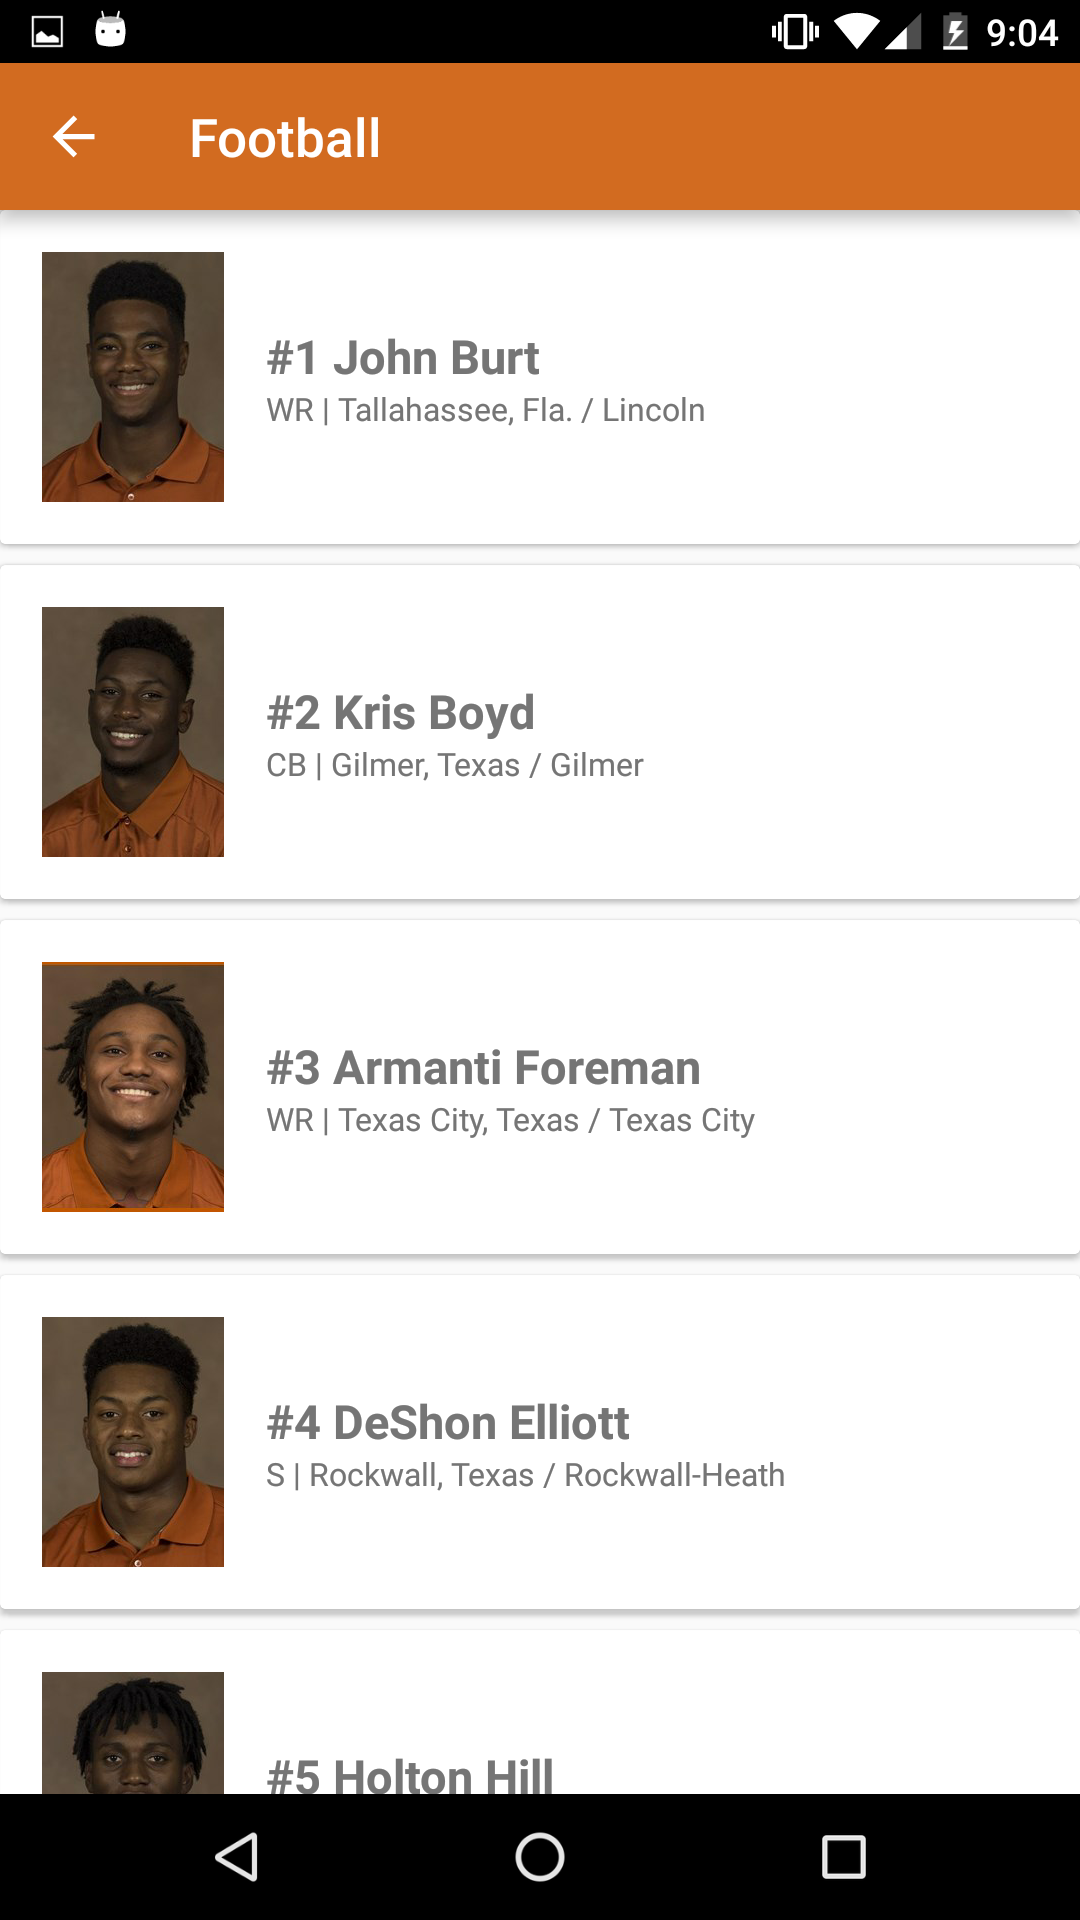 9:04
Football
#1 John Burt
WR | Tallahassee, Fla. / Lincoln
#2 Kris Boyd
CB | Gilmer, Texas / Gilmer
#3 Armanti Foreman
WR | Texas City, Texas / Texas City
#4 DeShon Elliott
S | Rockwall, Texas / Rockwall-Heath
#5 Holton Hill